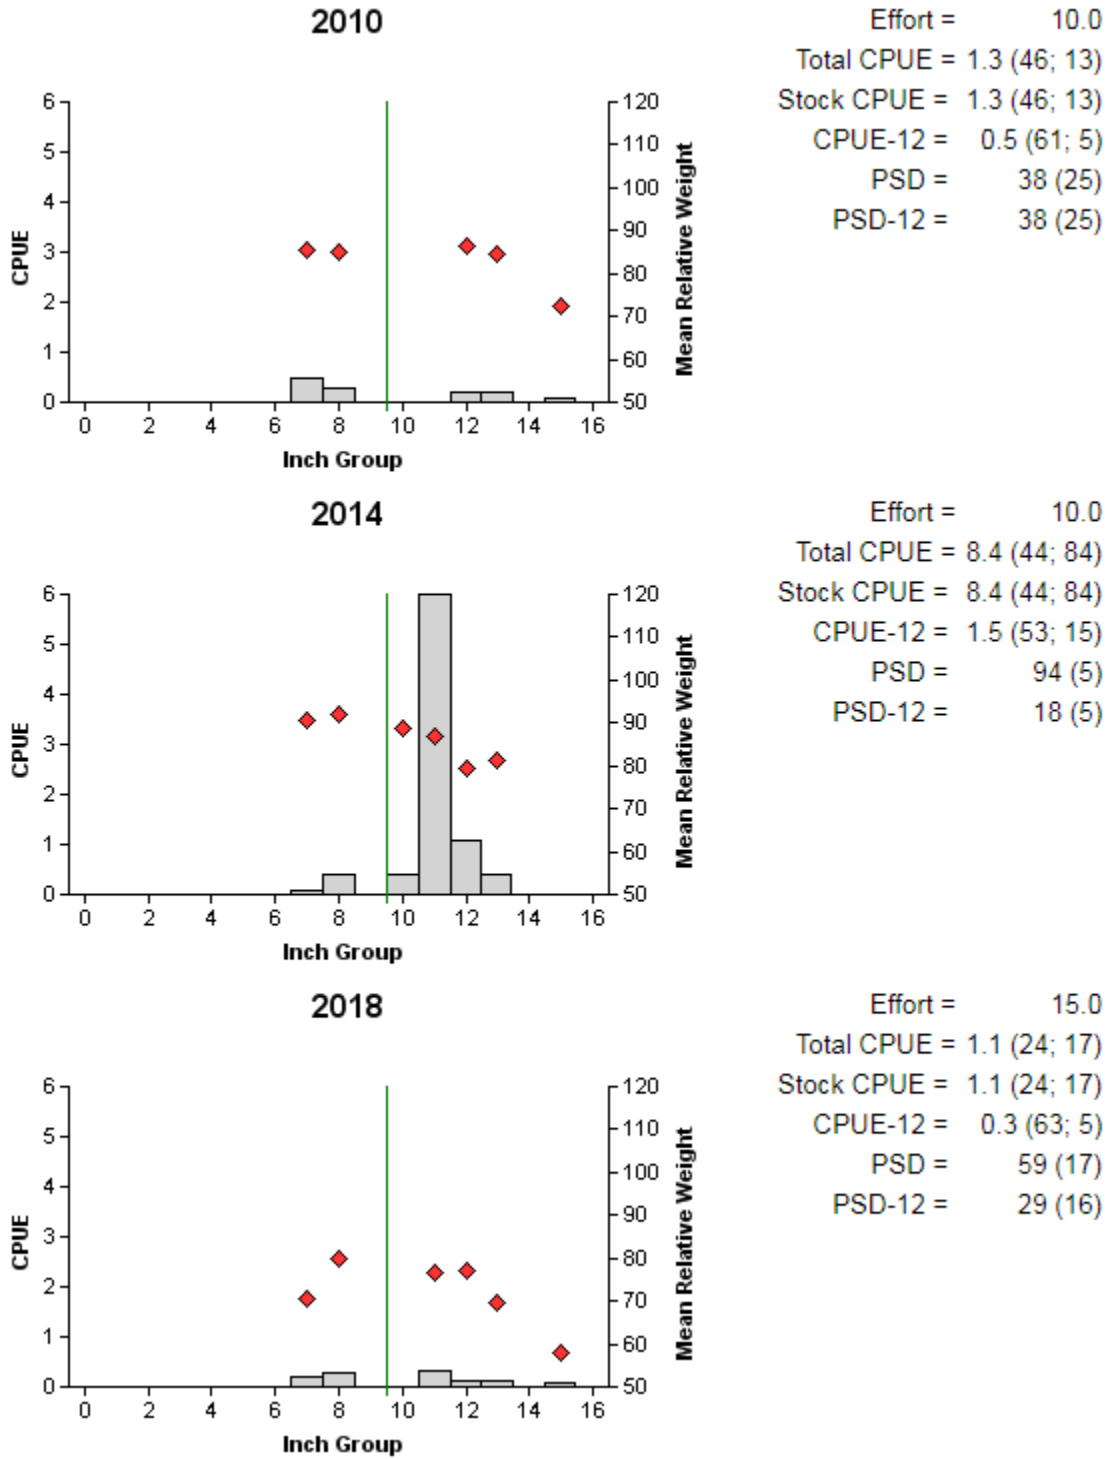 2010
Effort = 10.0
Total CPUE = 1.3 (46; 13)
Stock CPUE = 1.3 (46; 13)
CPUE-12 = 0.5 (61; 5)
PSD = 38 (25)
PSD-12 = 38 (25)
CPUE
6
5
4
3
2
1
0
120
110
100
90
80
70
60
50
Mean Relative Weight
0 2 4 6 8 10 12 14 16
Inch Group
2014
Effort = 10.0
Total CPUE = 8.4 (44; 84)
Stock CPUE = 8.4 (44; 84)
CPUE-12 = 1.5 (53; 15)
PSD = 94 (5)
PSD-12 = 18 (5)
CPUE
6
5
4
3
2
1
0
120
110
100
90
80
70
60
50
Mean Relative Weight
0 2 4 6 8 10 12 14 16
Inch Group
2018
Effort = 15.0
Total CPUE = 1.1 (24; 17)
Stock CPUE = 1.1 (24; 17)
CPUE-12 = 0.3 (63; 5)
PSD = 59 (17)
PSD-12 = 29 (16)
CPUE
6
5
4
3
2
1
0
120
110
100
90
80
70
60
50
Mean Relative Weight
0 2 4 6 8 10 12 14 16
Inch Group